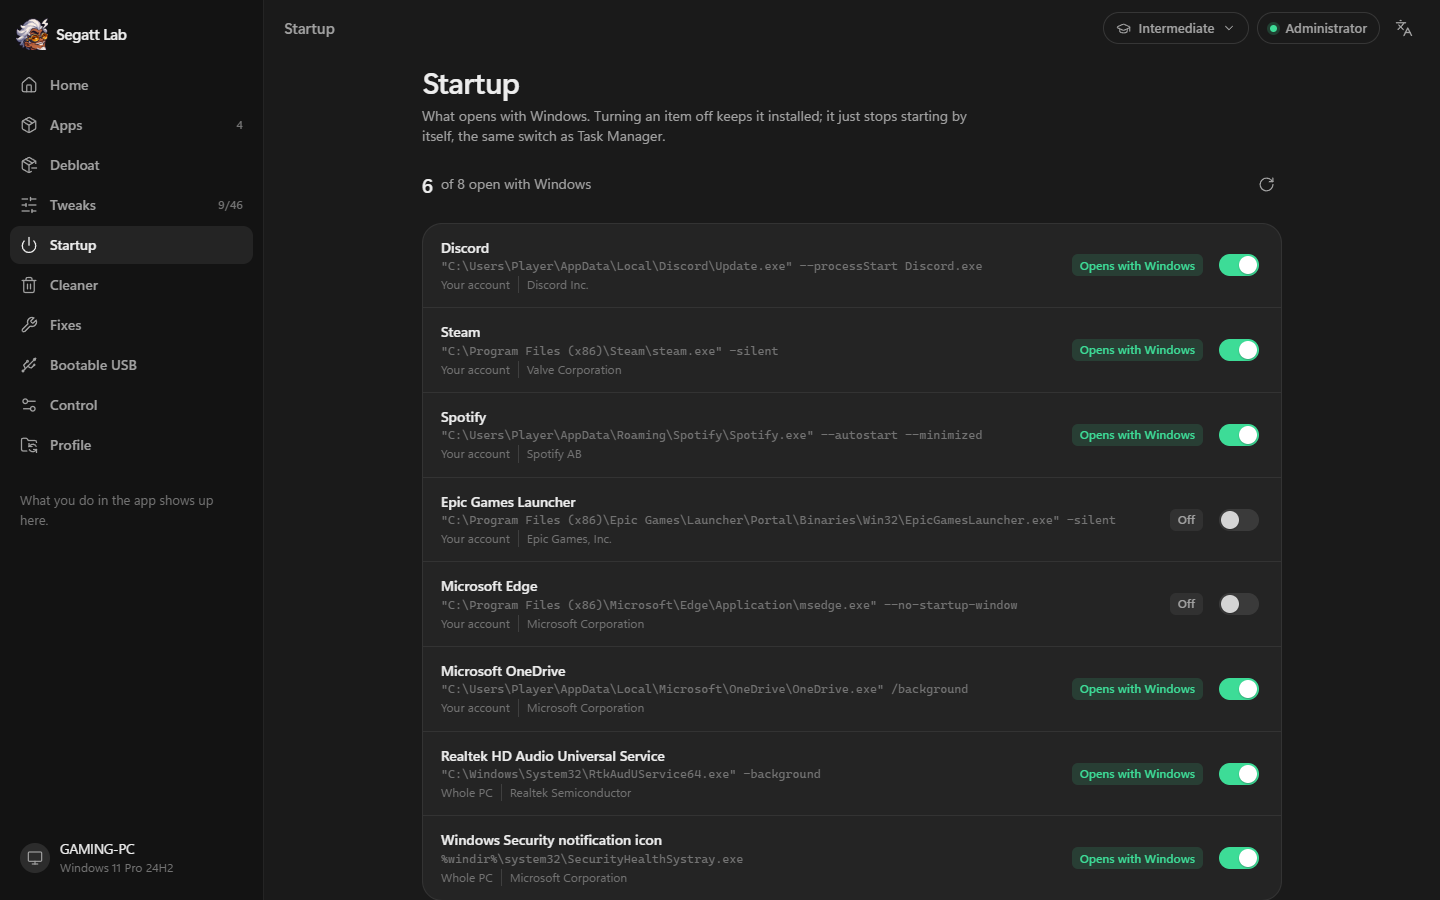 Segatt Lab
Home
Apps 4
Debloat
Tweaks 9/46
Startup
Cleaner
Fixes
Bootable USB
Control
Profile
What you do in the app shows up
here.
GAMING-PC
Windows 11 Pro 24H2
Startup
Intermediate
Administrator
Startup
What opens with Windows. Turning an item off keeps it installed; it just stops starting by
itself, the same switch as Task Manager.
6 of 8 open with Windows
Discord
"C:\Users\Player\AppData\Local\Discord\Update.exe" --processStart Discord.exe
Your account | Discord Inc.
Opens with Windows
Steam
"C:\Program Files (x86)\Steam\steam.exe" -silent
Your account | Valve Corporation
Opens with Windows
Spotify
"C:\Users\Player\AppData\Roaming\Spotify\Spotify.exe" --autostart --minimized
Your account | Spotify AB
Opens with Windows
Epic Games Launcher
"C:\Program Files (x86)\Epic Games\Launcher\Portal\Binaries\Win32\EpicGamesLauncher.exe" -silent
Your account | Epic Games, Inc.
Off
Microsoft Edge
"C:\Program Files (x86)\Microsoft\Edge\Application\msedge.exe" --no-startup-window
Your account | Microsoft Corporation
Off
Microsoft OneDrive
"C:\Users\Player\AppData\Local\Microsoft\OneDrive\OneDrive.exe" /background
Your account | Microsoft Corporation
Opens with Windows
Realtek HD Audio Universal Service
"C:\Windows\System32\RtkAudUService64.exe" -background
Whole PC | Realtek Semiconductor
Opens with Windows
Windows Security notification icon
%windir%\system32\SecurityHealthSystray.exe
Whole PC | Microsoft Corporation
Opens with Windows